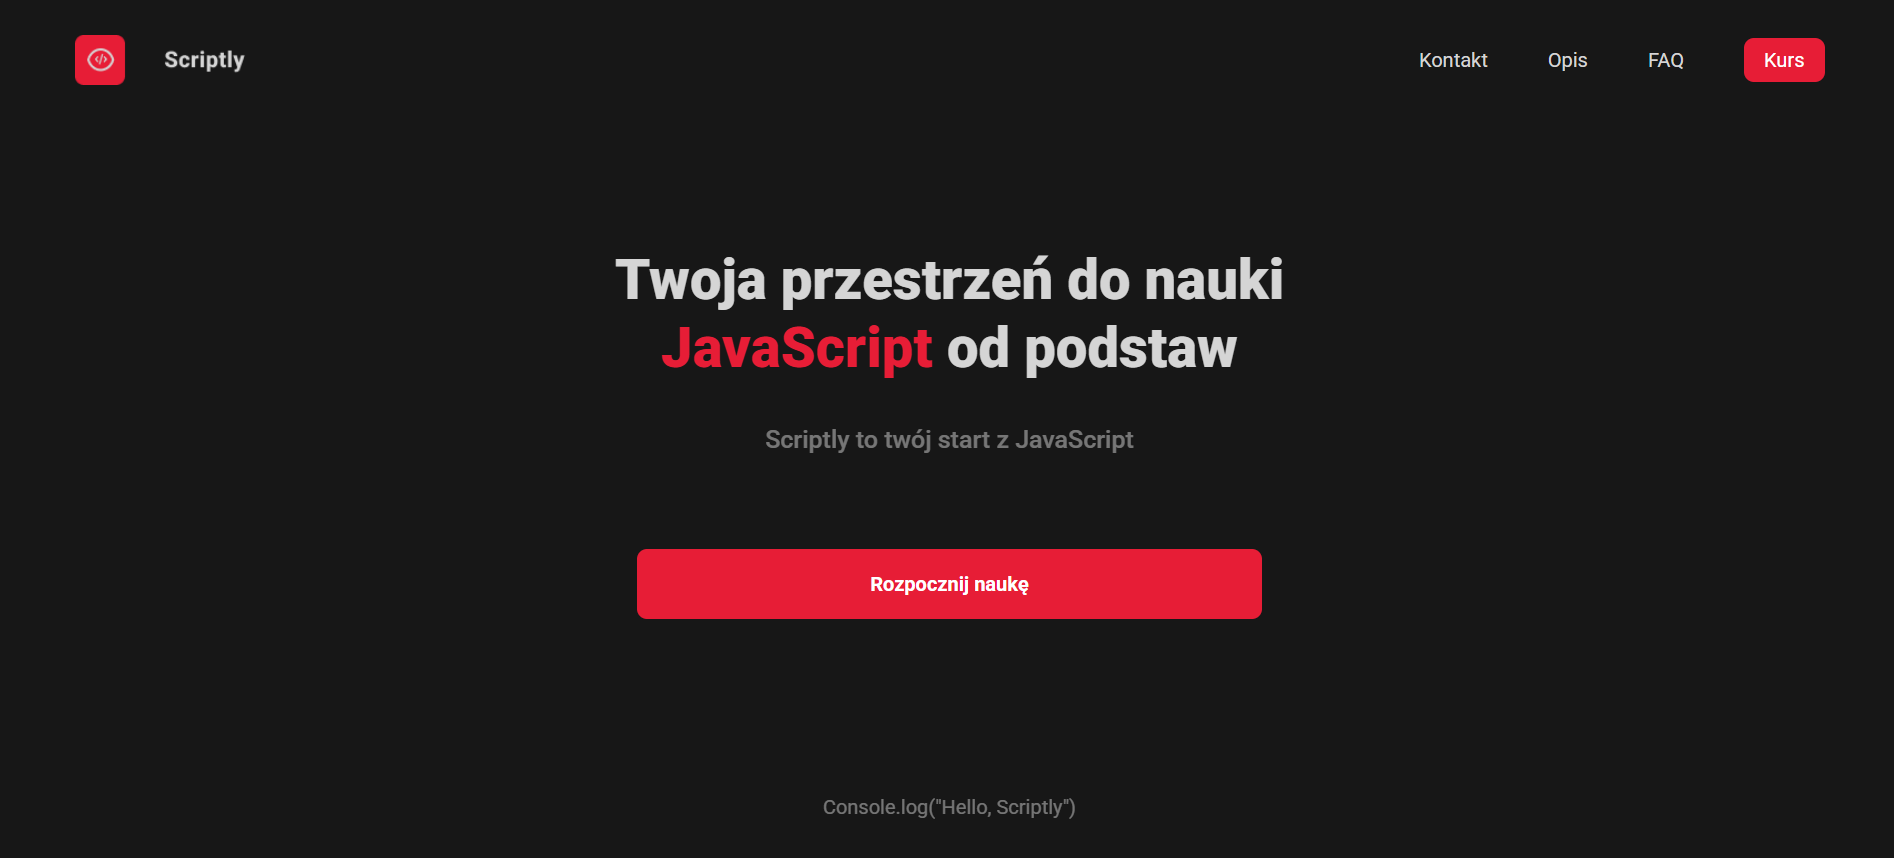 </> Scriptly
Kontakt Opis FAQ Kurs
Twoja przestrzeń do nauki
JavaScript od podstaw
Scriptly to twój start z JavaScript
Rozpocznij naukę
Console.log("Hello, Scriptly")